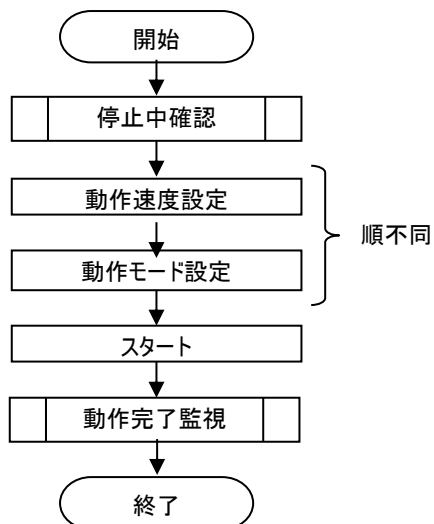 開始
停止中確認
動作速度設定
順不同
動作モード設定
スタート
動作完了監視
終了